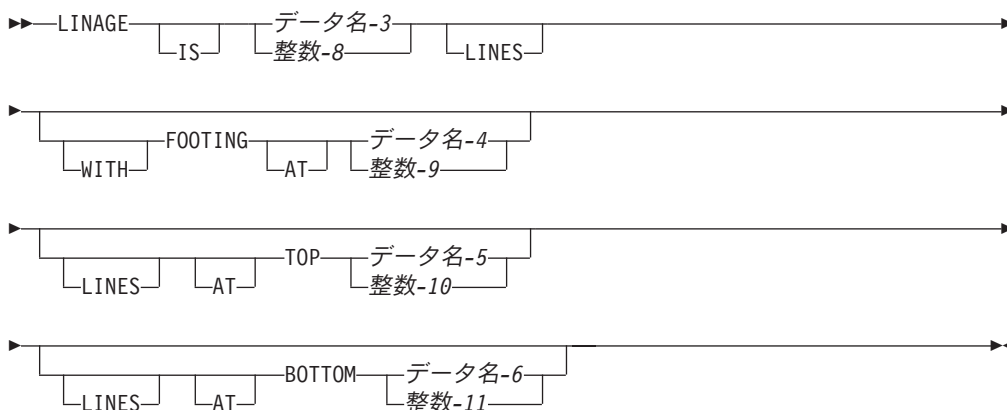 LINAGE IS データ名-3 LINES
整数-8
FOOTING データ名-4
WITH AT 整数-9
TOP データ名-5
LINES AT 整数-10
BOTTOM データ名-6
LINES AT 整数-11